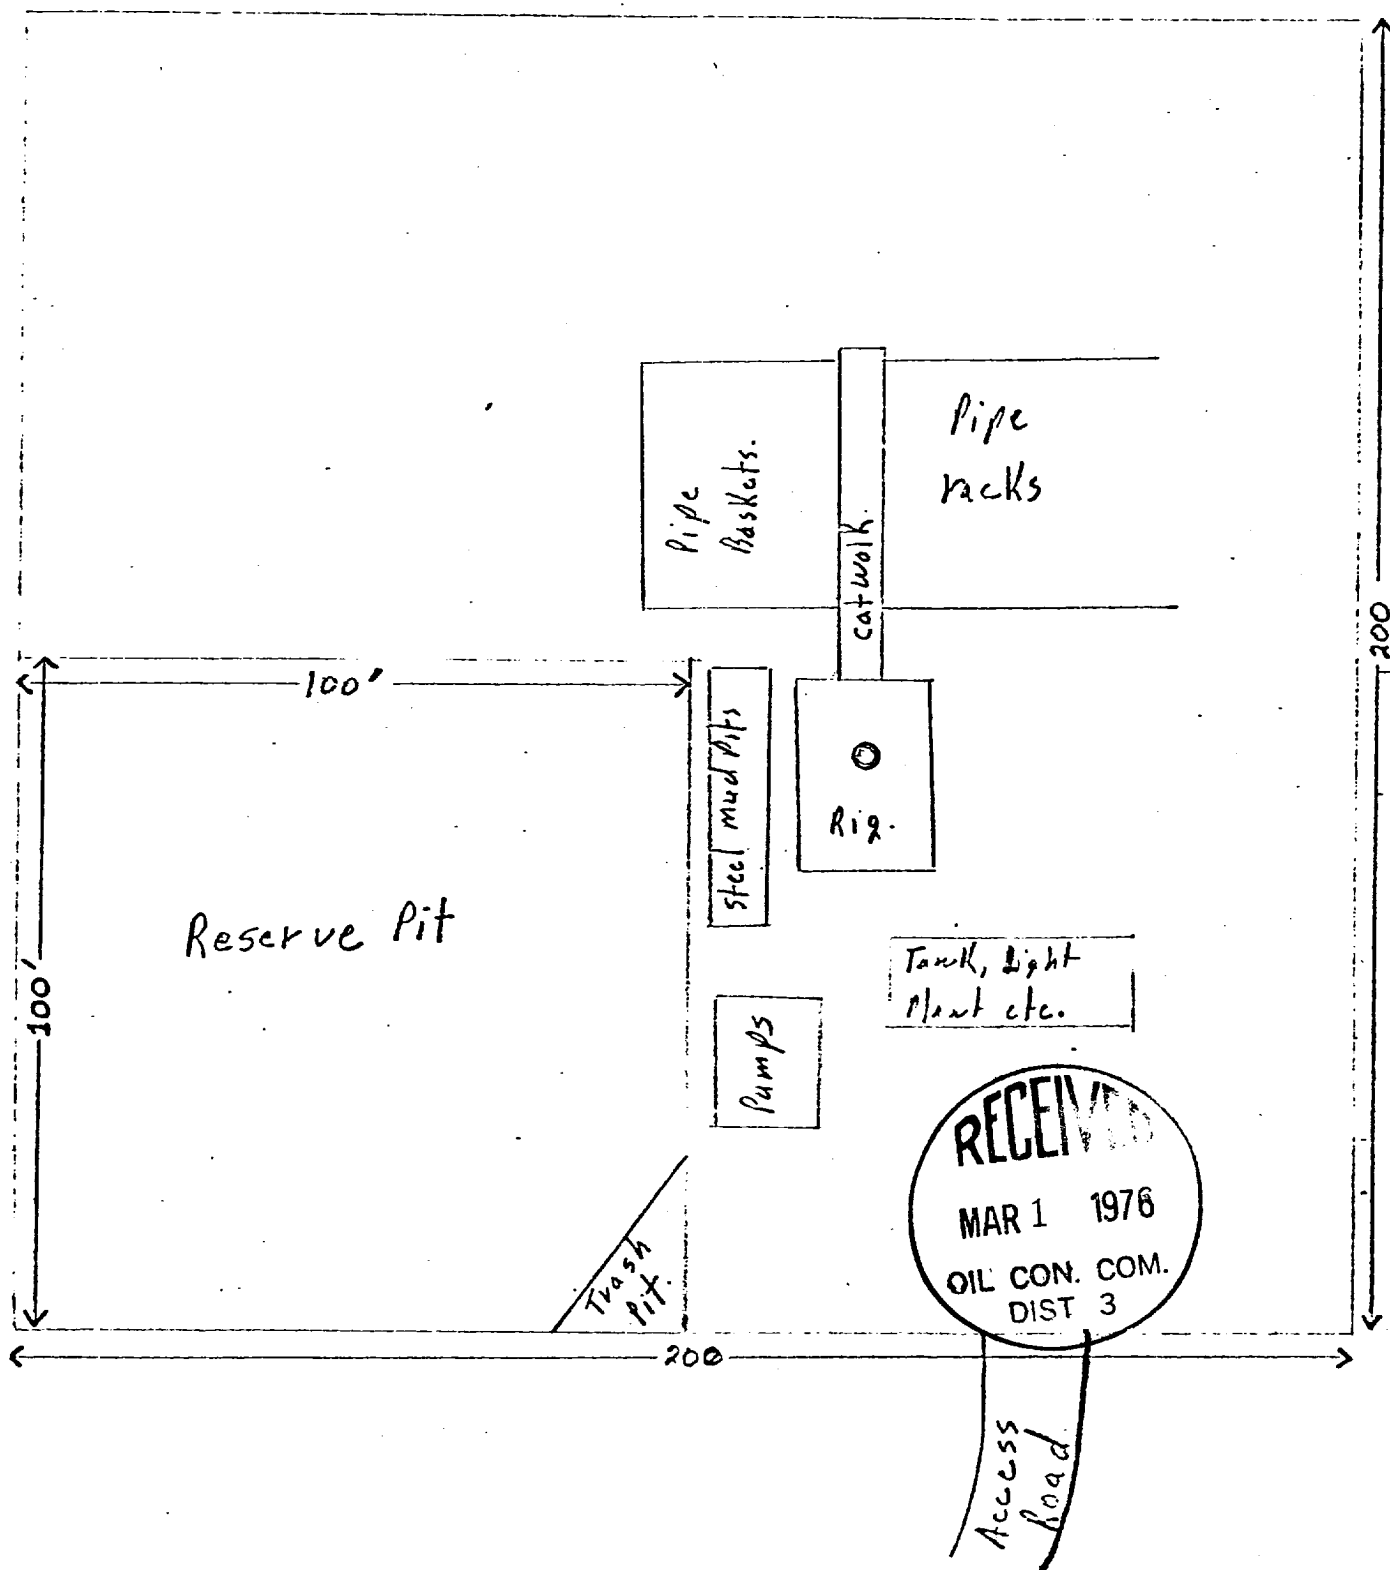 Pipe
racks
Pipe
Baskets.
catwalk.
200
100'
steel mud pits
Rig.
Reserve Pit
100'
Tank, Light
Plant etc.
Pumps
RECEIVED
MAR 1 1976
OIL CON. COM.
DIST 3
Trash
Pit.
200
Access
Road